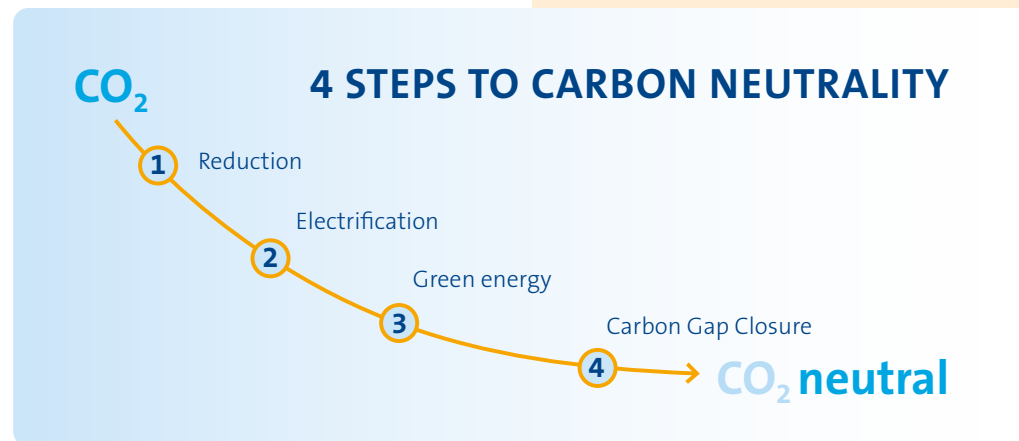 CO₂
4 STEPS TO CARBON NEUTRALITY
1 Reduction
Electrification
2
Green energy
3
Carbon Gap Closure
4
CO₂ neutral